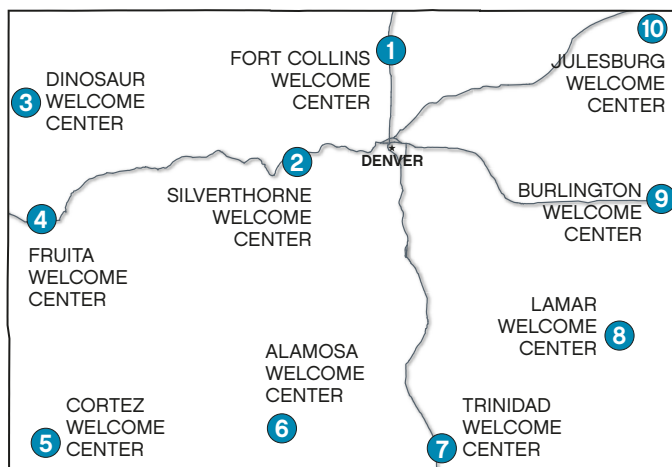 1
FORT COLLINS
WELCOME
CENTER
10
JULESBURG
WELCOME
CENTER
3
DINOSAUR
WELCOME
CENTER
2
SILVERTHORNE
WELCOME
CENTER
DENVER
4
FRUITA
WELCOME
CENTER
BURLINGTON
WELCOME
CENTER
9
LAMAR
WELCOME
CENTER
8
ALAMOSA
WELCOME
CENTER
6
CORTEZ
WELCOME
CENTER
5
TRINIDAD
WELCOME
CENTER
7